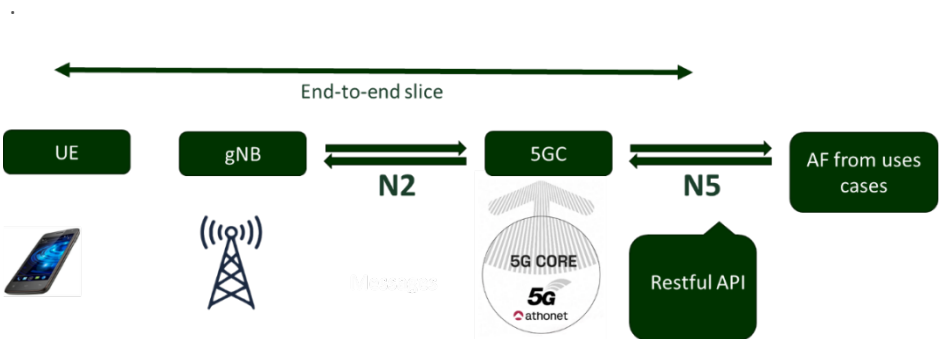 End-to-end slice
UE
gNB
5GC
AF from uses
cases
N2
N5
Messages
5G CORE
5G
athonet
Restful API